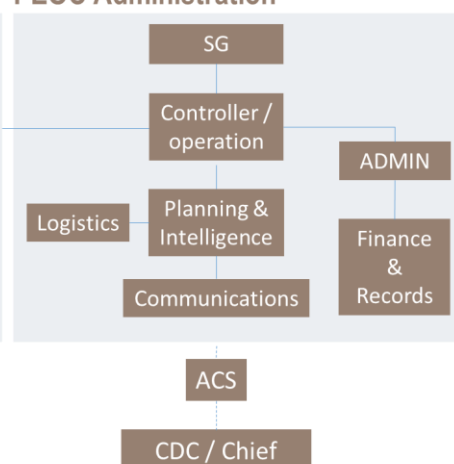 Administration
SG
Controller /
operation
ADMIN
Planning &
Intelligence
Logistics
Finance
&
Records
Communications
ACS
CDC / Chief